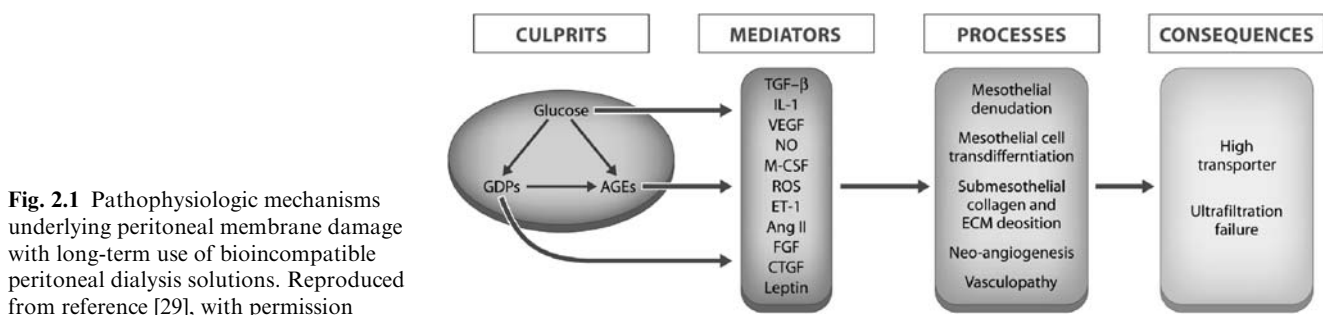 CULPRITS
MEDIATORS
PROCESSES
CONSEQUENCES
Glucose
GDPs
AGEs
TGF–β
IL-1
VEGF
NO
M-CSF
ROS
ET-1
Ang II
FGF
CTGF
Leptin
Mesothelial
denudation
Mesothelial cell
transdifferntiation
Submesothelial
collagen and
ECM deosition
Neo-angiogenesis
Vasculopathy
High
transporter
Ultrafiltration
failure
Fig. 2.1 Pathophysiologic mechanisms
underlying peritoneal membrane damage
with long-term use of bioincompatible
peritoneal dialysis solutions. Reproduced
from reference [29], with permission